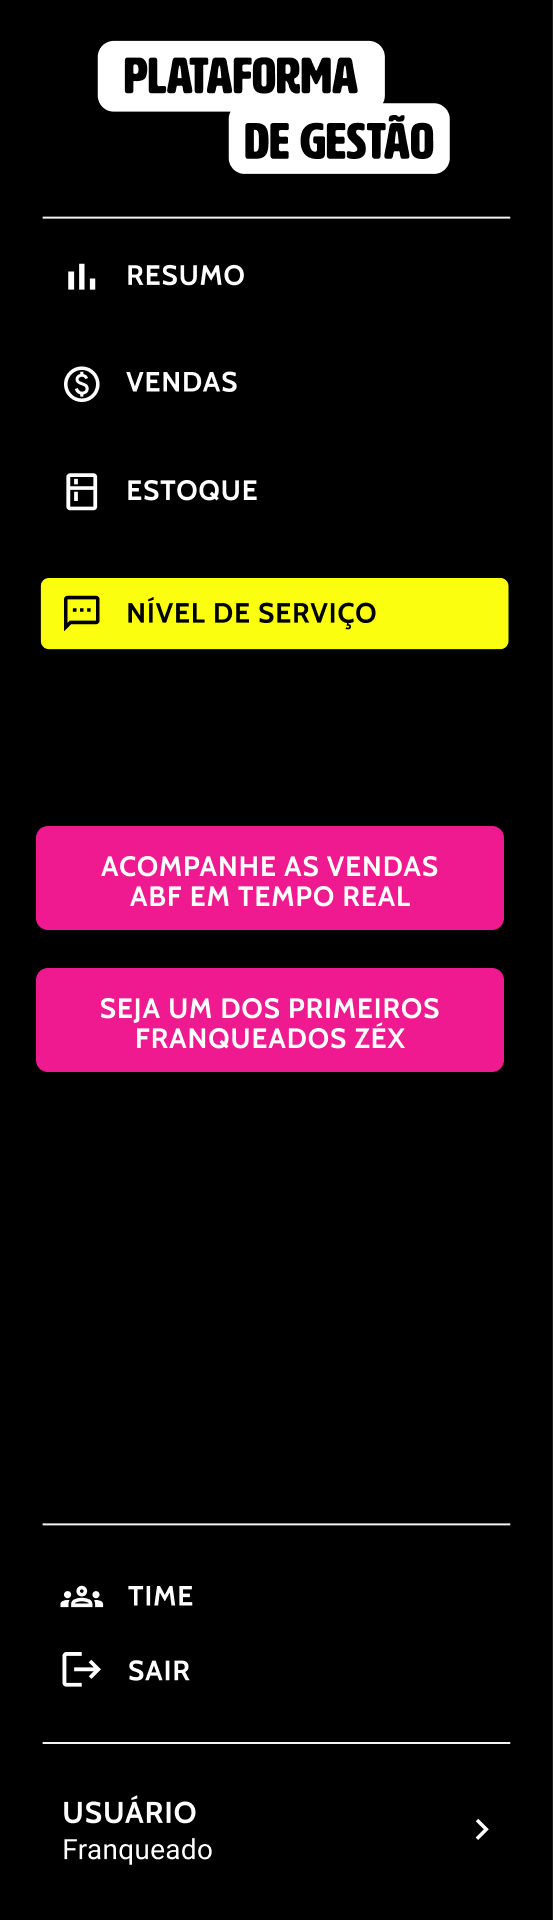 PLATAFORMA
DE GESTÃO
RESUMO
VENDAS
ESTOQUE
NÍVEL DE SERVIÇO
ACOMPANHE AS VENDAS
ABF EM TEMPO REAL
SEJA UM DOS PRIMEIROS
FRANQUEADOS ZÉX
TIME
SAIR
USUÁRIO
Franqueado